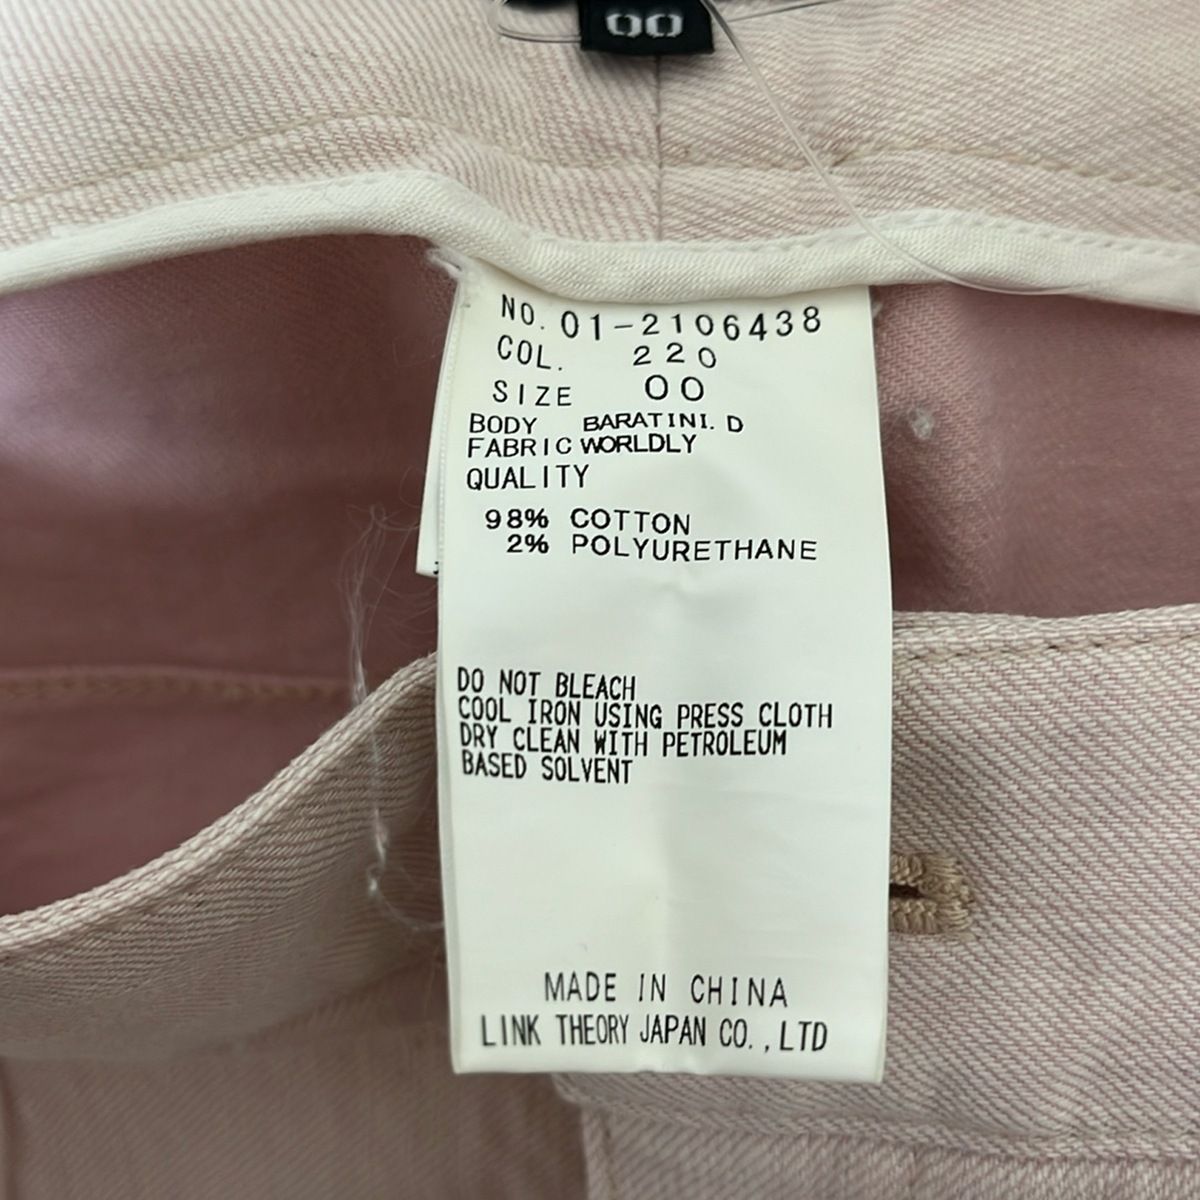 00
NO. 01-2106438
COL. 220
SIZE 00
BODY BARATINI. D
FABRIC WORLDLY
QUALITY
98% COTTON
2% POLYURETHANE
DO NOT BLEACH
COOL IRON USING PRESS CLOTH
DRY CLEAN WITH PETROLEUM
BASED SOLVENT
MADE IN CHINA
LINK THEORY JAPAN CO., LTD